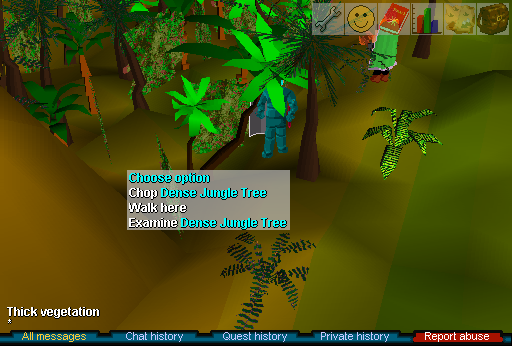 Choose option
Chop Dense Jungle Tree
Walk here
Examine Dense Jungle Tree
Thick vegetation
*
All messages
Chat history
Quest history
Private history
Report abuse